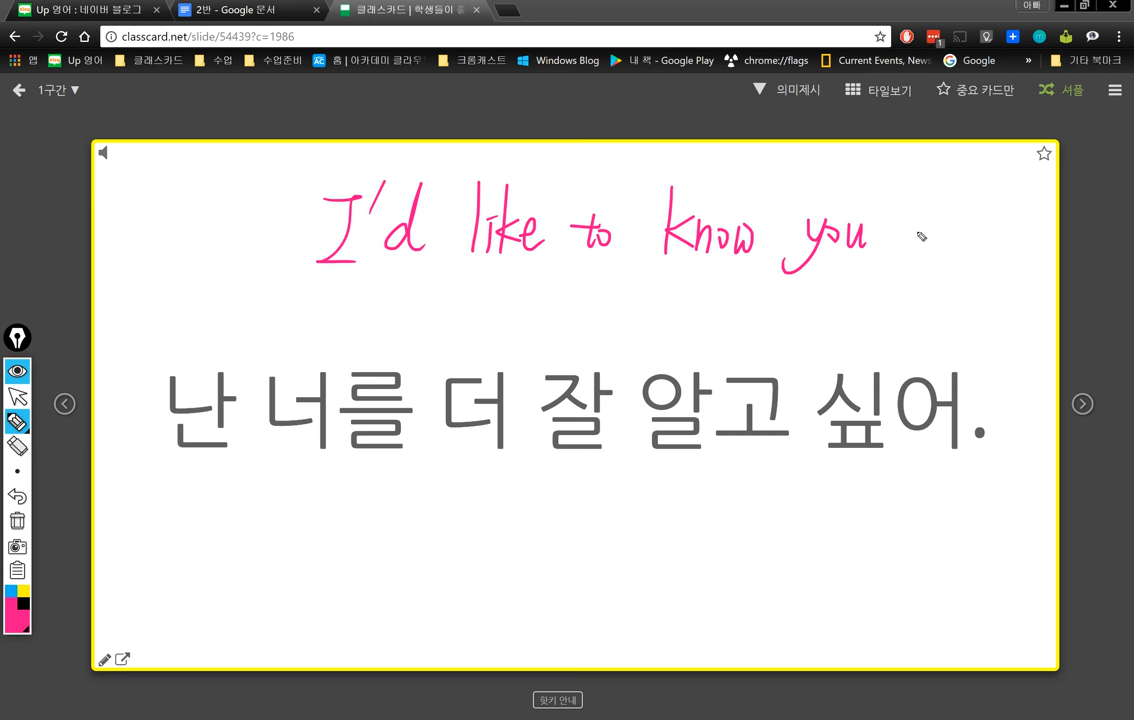 Up 영어 : 네이버 블로그
2반 - Google 문서
클래스카드 | 학생들이
아빠
classcard.net/slide/54439?c=1986
1
앱
Up 영어
클래스카드
수업
수업준비
AC 홈 | 아카데미 클라우
크롬캐스트
Windows Blog
내 책 - Google Play
chrome://flags
Current Events, News
Google
»
기타 북마크
1구간 ▼
의미제시
타일보기
중요 카드만
셔플
I'd like to know you
난 너를 더 잘 알고 싶어.
핫키 안내